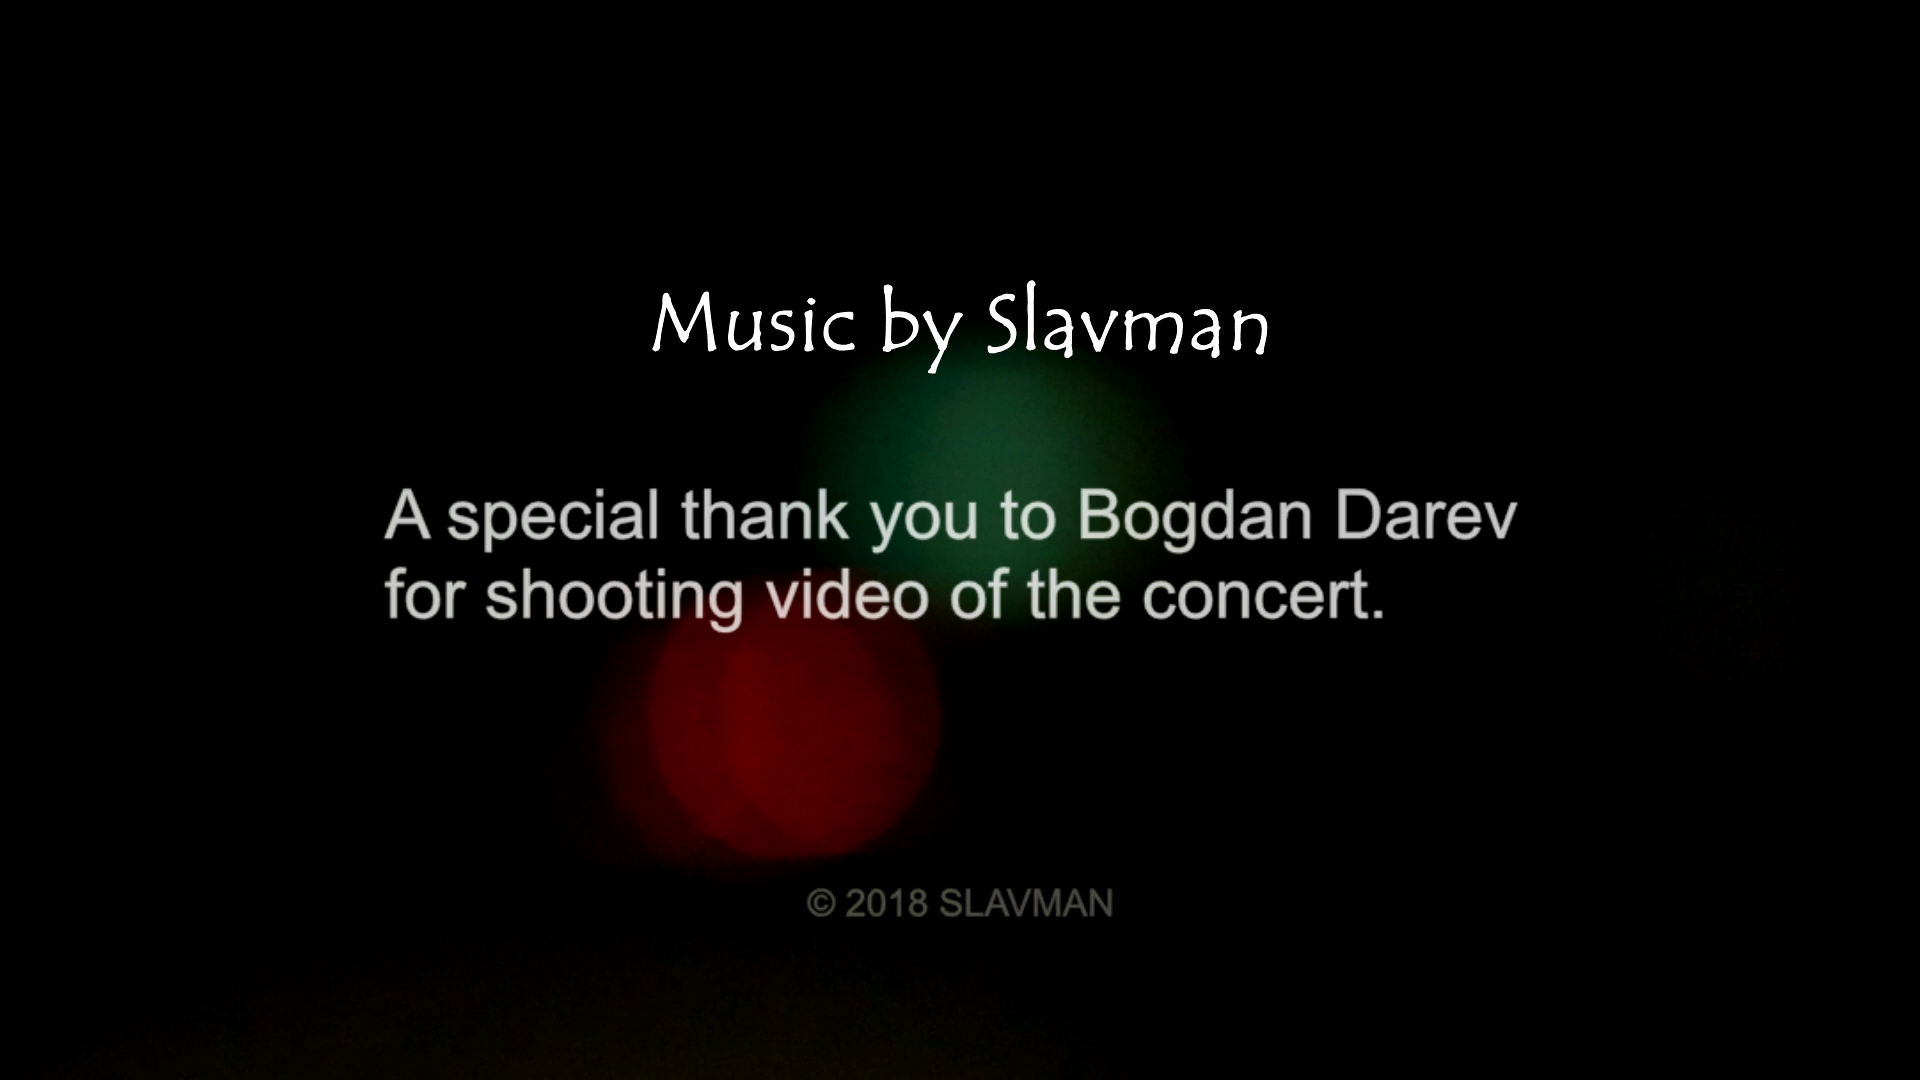 Music by Slavman
A special thank you to Bogdan Darev
for shooting video of the concert.
© 2018 SLAVMAN